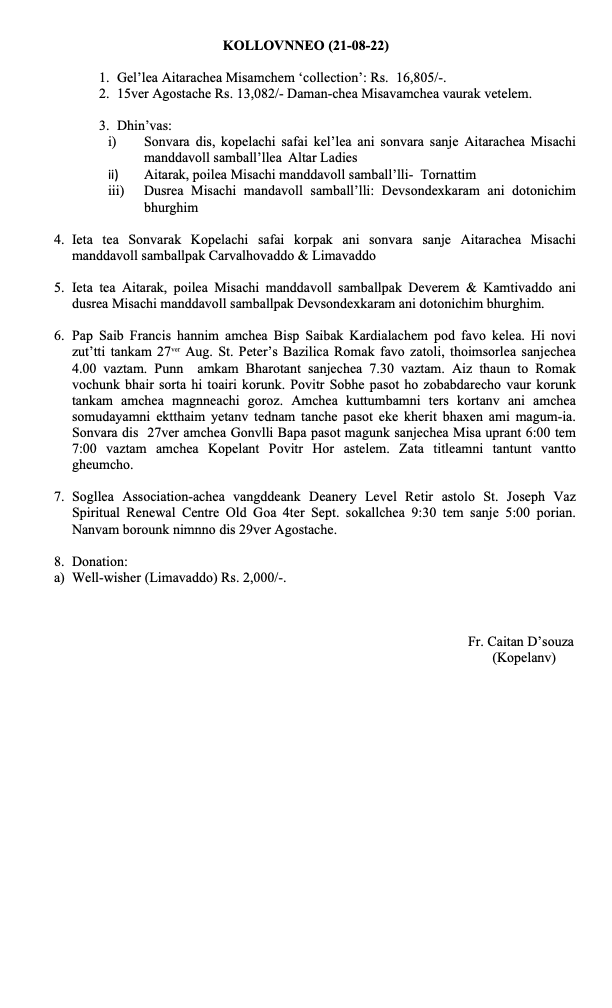 KOLLOVNNEO (21-08-22)
1. Gel’lea Aitarachea Misamchem ‘collection’: Rs. 16,805/-.
2. 15ver Agostache Rs. 13,082/- Daman-chea Misavamchea vaurak vetelem.
3. Dhin’vas:
i) Sonvara dis, kopelachi safai kel’lea ani sonvara sanje Aitarachea Misachi
manddavoll samball’llea Altar Ladies
ii) Aitarak, poilea Misachi manddavoll samball’lli- Tornattim
iii) Dusrea Misachi mandavoll samball’lli: Devsondexkaram ani dotonichim
bhurghim
4. Ieta tea Sonvarak Kopelachi safai korpak ani sonvara sanje Aitarachea Misachi
manddavoll samballpak Carvalhovaddo & Limavaddo
5. Ieta tea Aitarak, poilea Misachi manddavoll samballpak Deverem & Kamtivaddo ani
dusrea Misachi manddavoll samballpak Devsondexkaram ani dotonichim bhurghim.
6. Pap Saib Francis hannim amchea Bisp Saibak Kardialachem pod favo kelea. Hi novi
zut’tti tankam 27ver Aug. St. Peter’s Bazilica Romak favo zatoli, thoimsorlea sanjechea
4.00 vaztam. Punn amkam Bharotant sanjechea 7.30 vaztam. Aiz thaun to Romak
vochunk bhair sorta hi toairi korunk. Povitr Sobhe pasot ho zobabdarecho vaur korunk
tankam amchea magnneachi goroz. Amchea kuttumbamni ters kortanv ani amchea
somudayamni ektthaim yetanv tednam tanche pasot eke kherit bhaxen ami magum-ia.
Sonvara dis 27ver amchea Gonvlli Bapa pasot magunk sanjechea Misa uprant 6:00 tem
7:00 vaztam amchea Kopelant Povitr Hor astelem. Zata titleamni tantunt vantto
gheumcho.
7. Sogllea Association-achea vangddeank Deanery Level Retir astolo St. Joseph Vaz
Spiritual Renewal Centre Old Goa 4ter Sept. sokallchea 9:30 tem sanje 5:00 porian.
Nanvam borounk nimnno dis 29ver Agostache.
8. Donation:
a) Well-wisher (Limavaddo) Rs. 2,000/-.
Fr. Caitan D’souza
(Kopelanv)